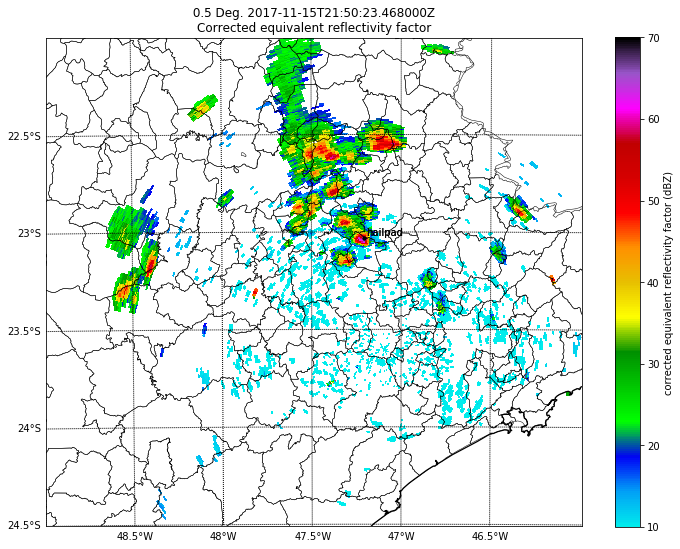 0.5 Deg. 2017-11-15T21:50:23.468000Z
Corrected equivalent reflectivity factor
22.5°S
23°S
23.5°S
24°S
24.5°S
48.5°W
48°W
47.5°W
47°W
46.5°W
hailpad
70
60
50
40
30
20
10
corrected equivalent reflectivity factor (dBZ)